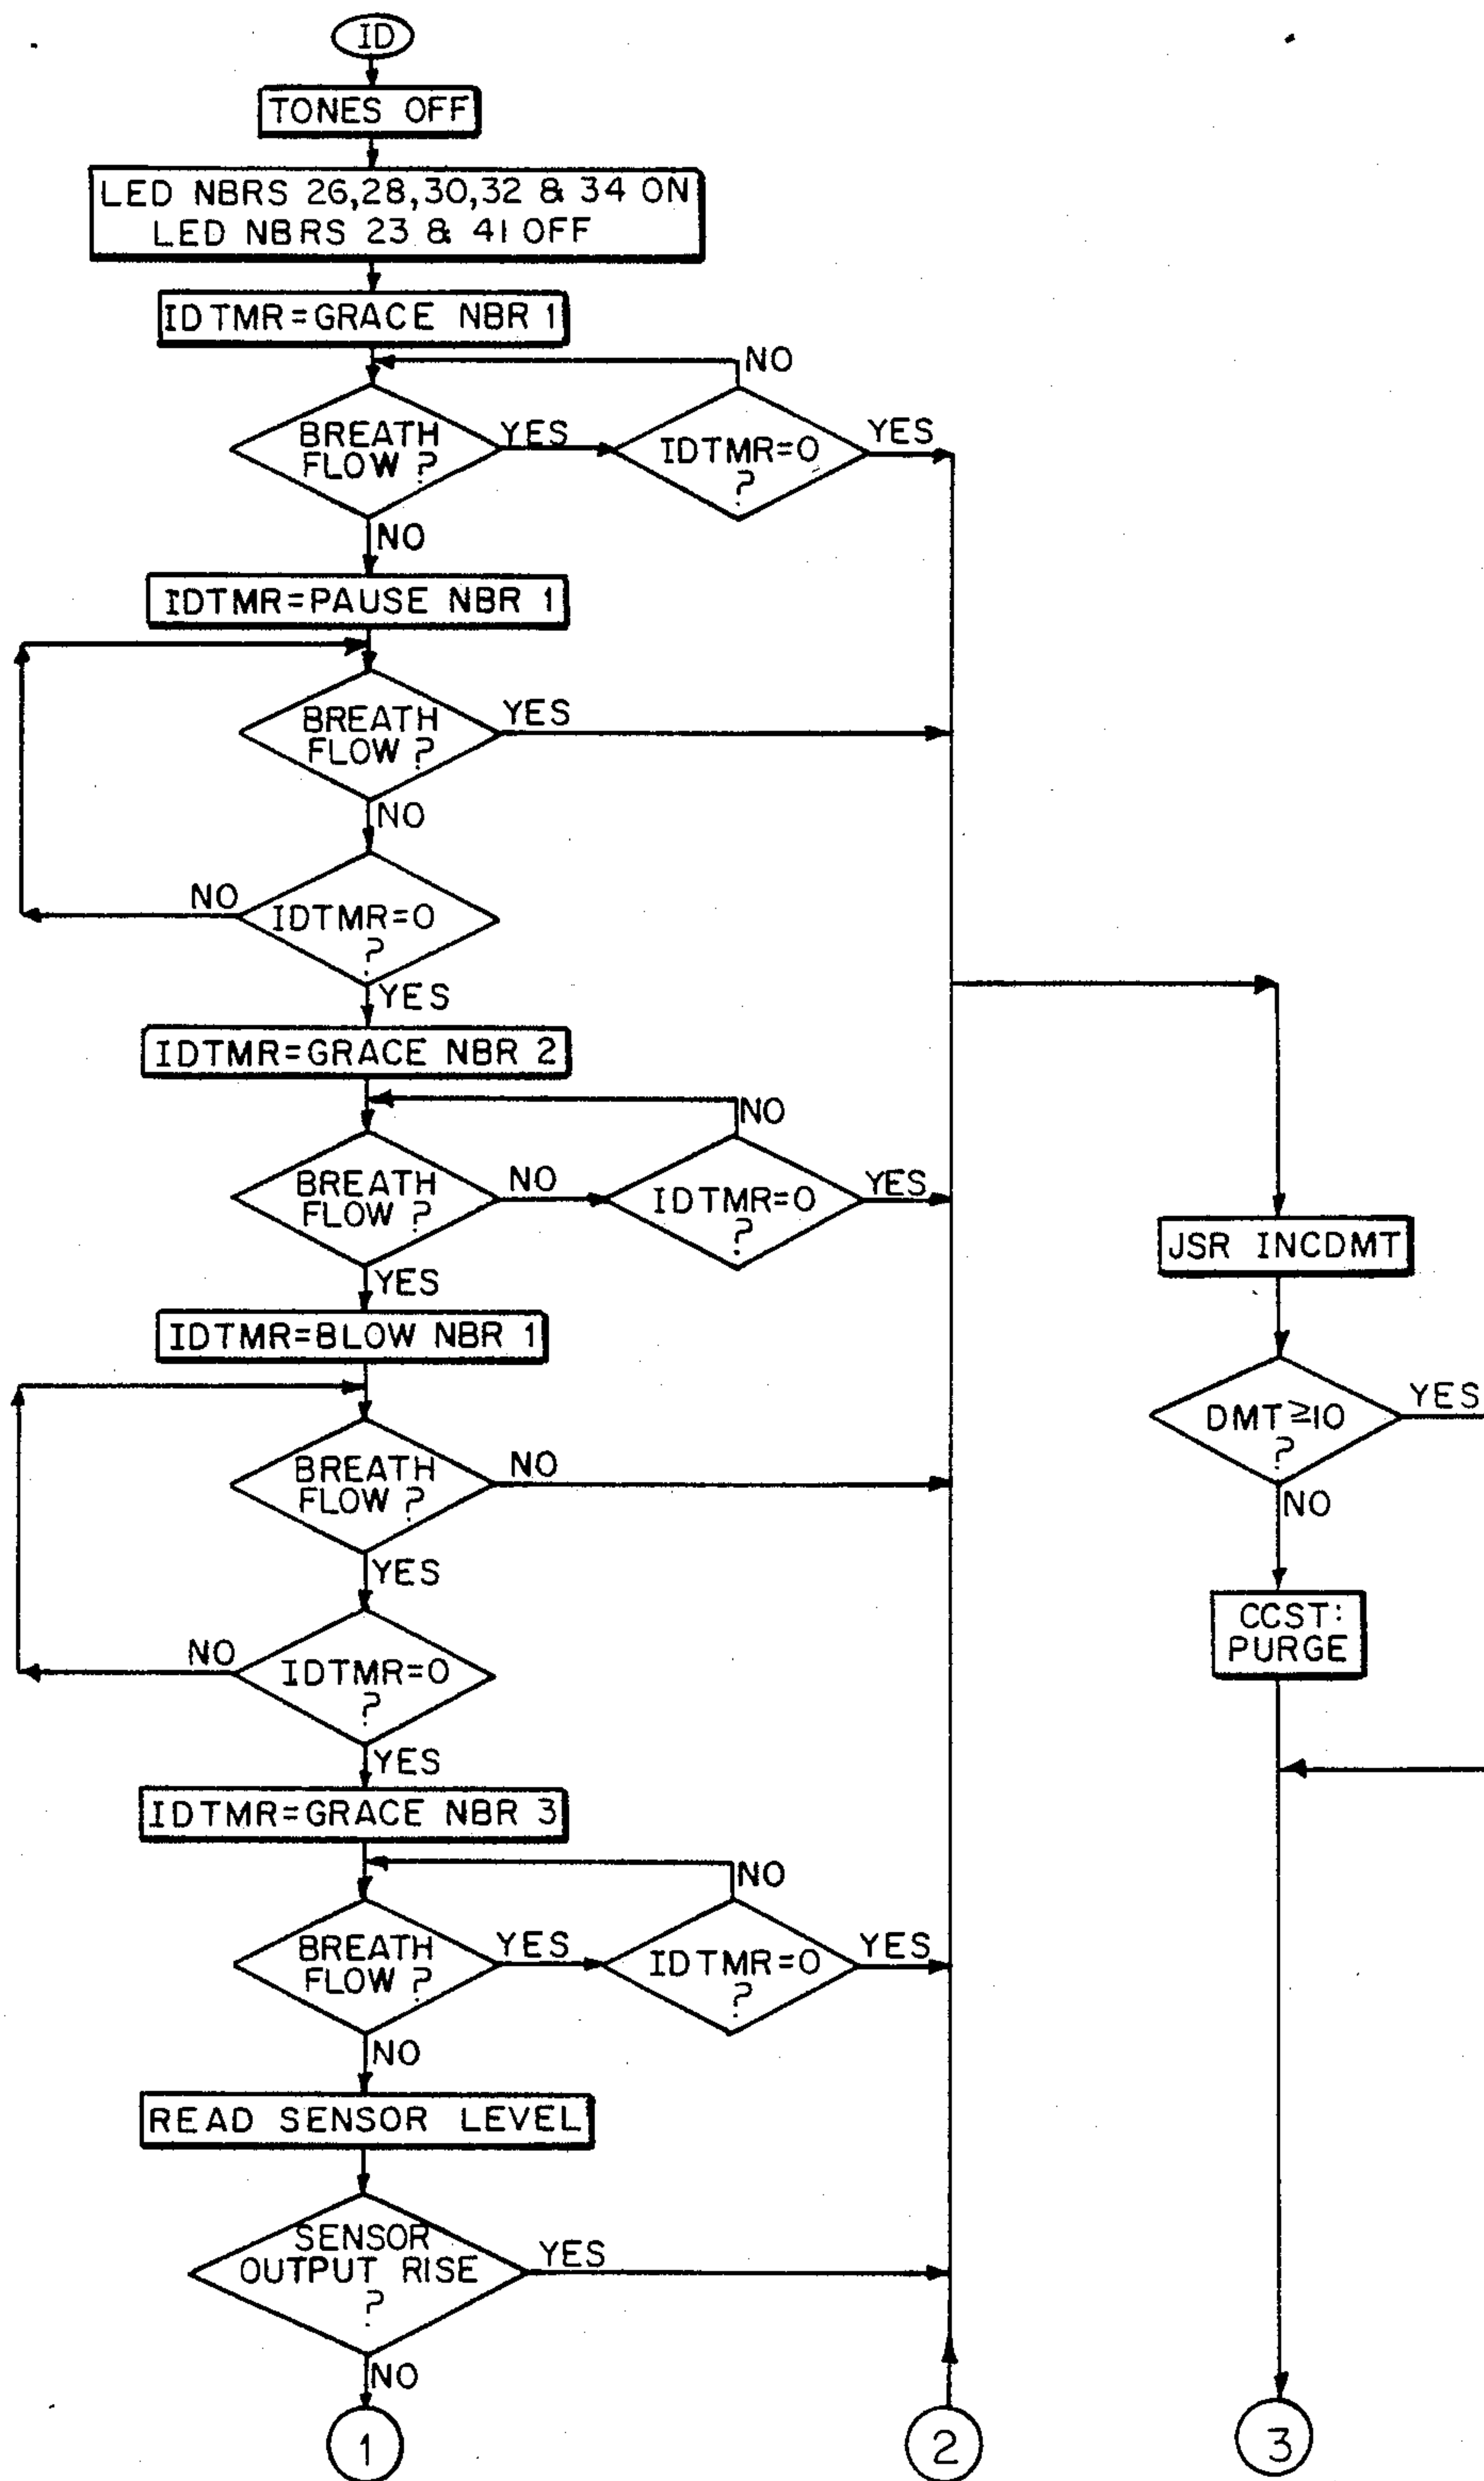 ID
TONES OFF
LED NBRS 26,28,30,32 & 34 ON
LED NBRS 23 & 41 OFF
IDTMR=GRACE NBR 1
NO
BREATH
FLOW ?
YES
IDTMR=0
?
YES
NO
IDTMR=PAUSE NBR 1
BREATH
FLOW ?
YES
NO
NO
IDTMR=0
?
YES
IDTMR=GRACE NBR 2
NO
BREATH
FLOW ?
NO
IDTMR=0
?
YES
YES
IDTMR=BLOW NBR 1
BREATH
FLOW ?
NO
YES
NO
IDTMR=0
?
YES
IDTMR=GRACE NBR 3
NO
BREATH
FLOW ?
YES
IDTMR=0
?
YES
NO
READ SENSOR LEVEL
SENSOR
OUTPUT RISE
?
YES
NO
1
2
JSR INCDMT
DMT≧10
?
YES
NO
CCST:
PURGE
3